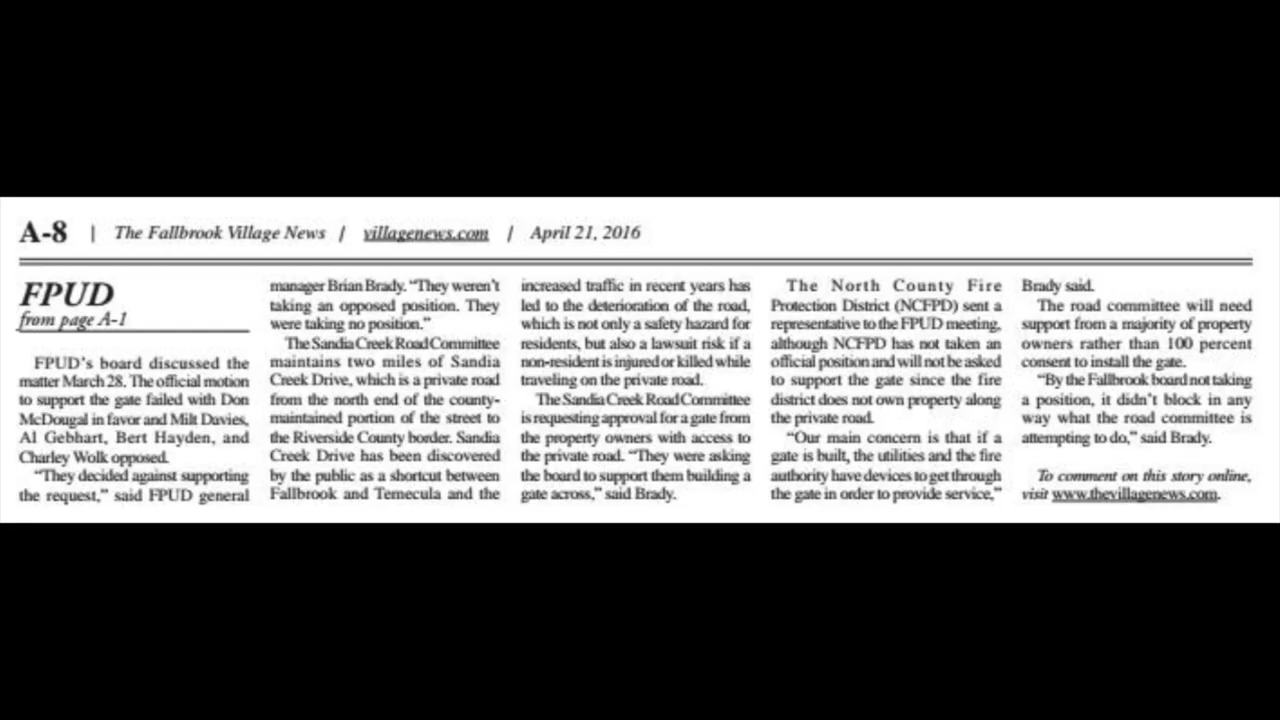 A-8 | The Fallbrook Village News / villagenews.com / April 21, 2016
FPUD
from page A-1
FPUD's board discussed the
matter March 28. The official motion
to support the gate failed with Don
McDougal in favor and Milt Davies,
Al Gebhart, Bert Hayden, and
Charley Wolk opposed.
"They decided against supporting
the request," said FPUD general
manager Brian Brady. "They weren't
taking an opposed position. They
were taking no position."
The Sandia Creek Road Committee
maintains two miles of Sandia
Creek Drive, which is a private road
from the north end of the county-
maintained portion of the street to
the Riverside County border. Sandia
Creek Drive has been discovered
by the public as a shortcut between
Fallbrook and Temecula and the
increased traffic in recent years has
led to the deterioration of the road,
which is not only a safety hazard for
residents, but also a lawsuit risk if a
non-resident is injured or killed while
traveling on the private road.
The Sandia Creek Road Committee
is requesting approval for a gate from
the property owners with access to
the private road. "They were asking
the board to support them building a
gate across," said Brady.
The North County Fire
Protection District (NCFPD) sent a
representative to the FPUD meeting,
although NCFPD has not taken an
official position and will not be asked
to support the gate since the fire
district does not own property along
the private road.
"Our main concern is that if a
gate is built, the utilities and the fire
authority have devices to get through
the gate in order to provide service,"
Brady said.
The road committee will need
support from a majority of property
owners rather than 100 percent
consent to install the gate.
"By the Fallbrook board not taking
a position, it didn't block in any
way what the road committee is
attempting to do," said Brady.
To comment on this story online,
visit www.thevillagenews.com.